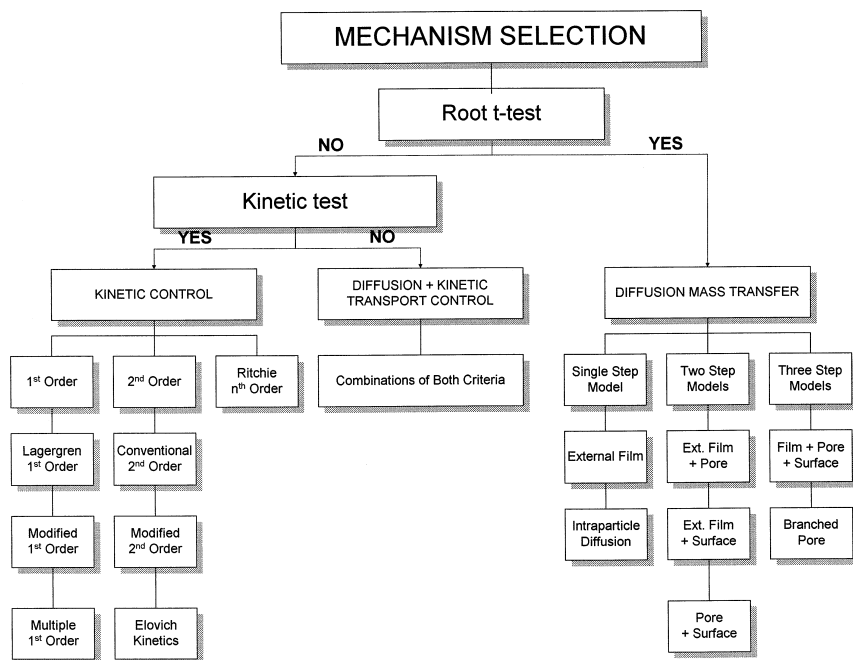 MECHANISM SELECTION
Root t-test
NO
YES
Kinetic test
YES
NO
KINETIC CONTROL
DIFFUSION + KINETIC
TRANSPORT CONTROL
DIFFUSION MASS TRANSFER
1st Order
2nd Order
Ritchie
nth Order
Combinations of Both Criteria
Single Step
Model
Two Step
Models
Three Step
Models
Lagergren
1st Order
Conventional
2nd Order
External Film
Ext. Film
+ Pore
Film + Pore
+ Surface
Modified
1st Order
Modified
2nd Order
Intraparticle
Diffusion
Ext. Film
+ Surface
Branched
Pore
Multiple
1st Order
Elovich
Kinetics
Pore
+ Surface